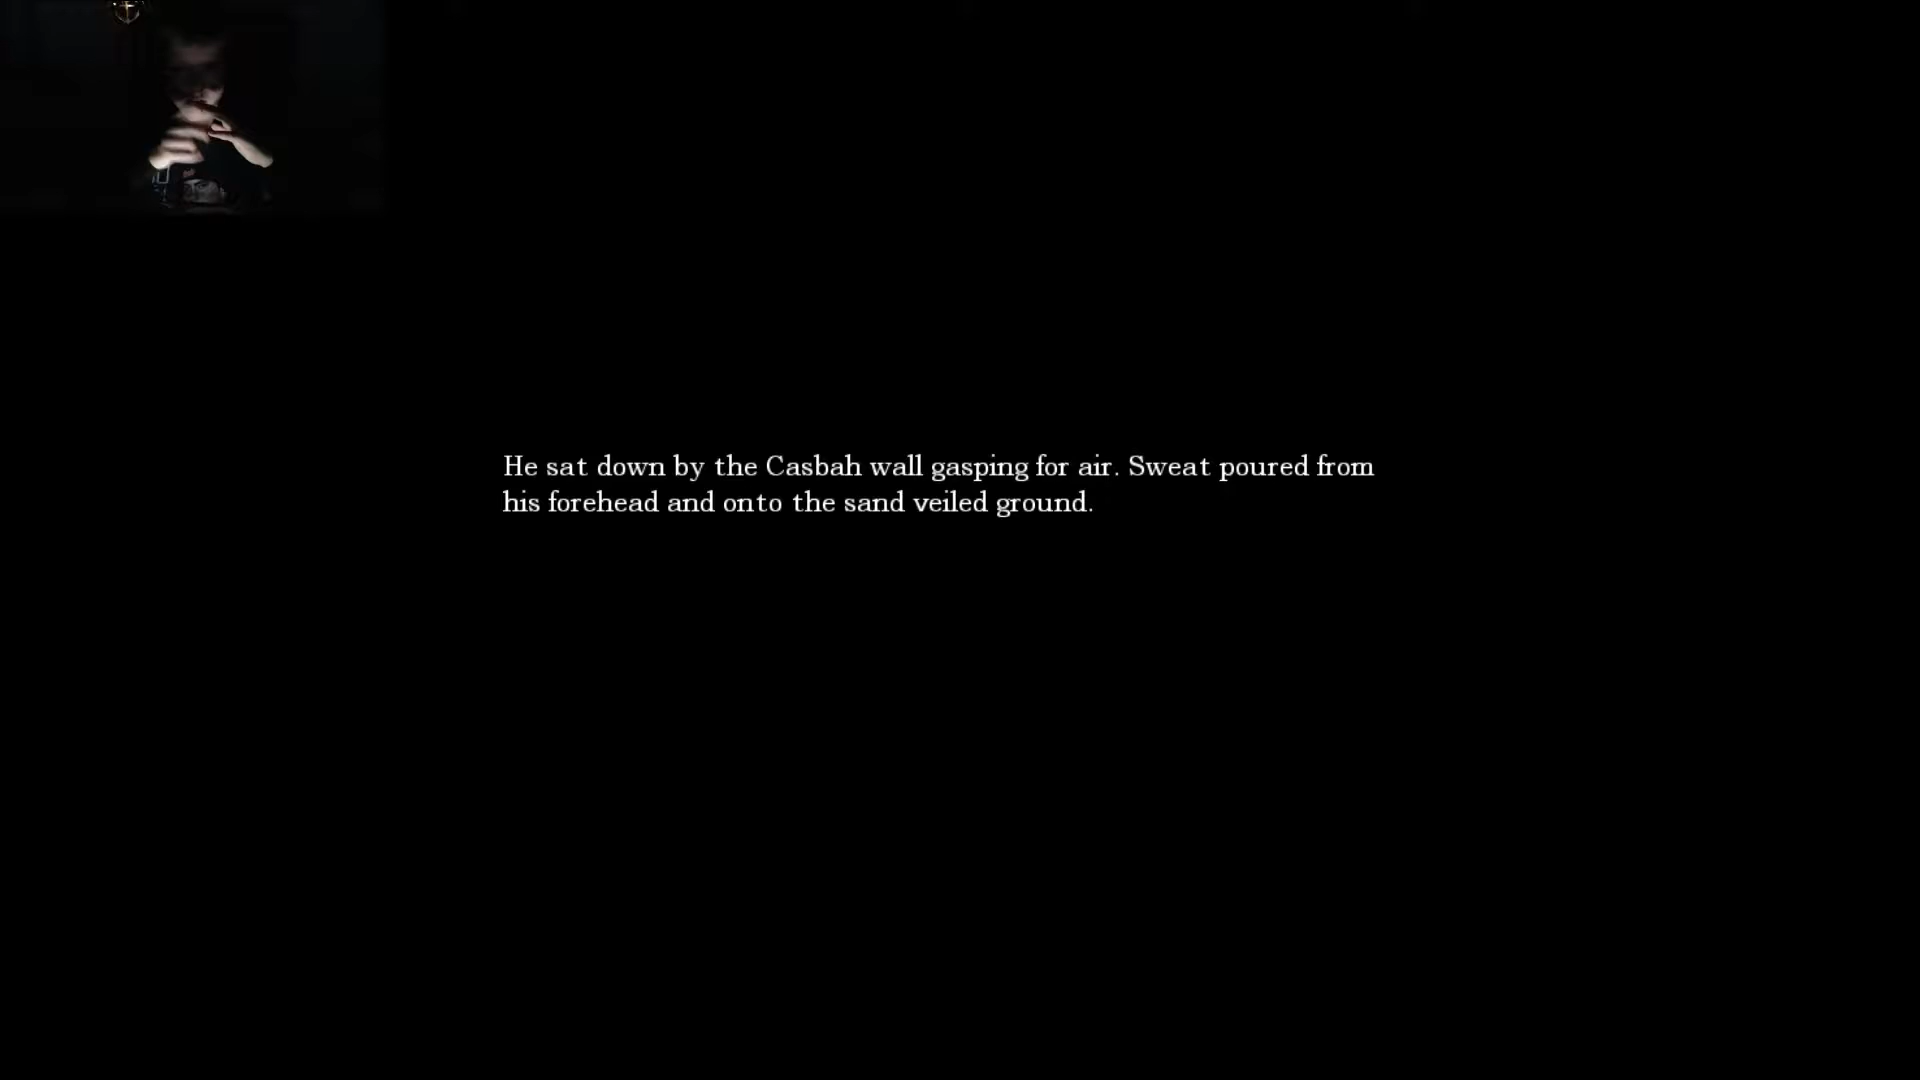 He sat down by the Casbah wall gasping for air. Sweat poured from
his forehead and onto the sand veiled ground.